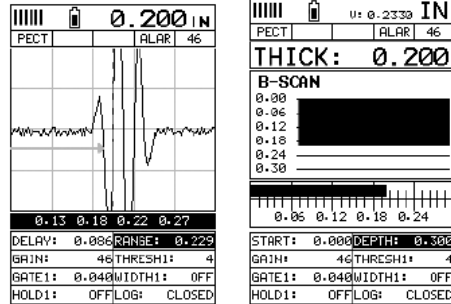 0.200 IN
PECT ALAR 46
0.13 0.18 0.22 0.27
DELAY: 0.086 RANGE: 0.229
GAIN: 46 THRESH1: 4
GATE1: 0.040 WIDTH1: OFF
HOLD1: OFF LOG: CLOSED
V: 0.2330 IN
PECT ALAR 46
THICK: 0.200
B-SCAN
0.00
0.06
0.12
0.18
0.24
0.30
0.06 0.12 0.18 0.24
START: 0.000 DEPTH: 0.300
GAIN: 46 THRESH1: 4
GATE1: 0.040 WIDTH1: OFF
HOLD1: OFF LOG: CLOSED